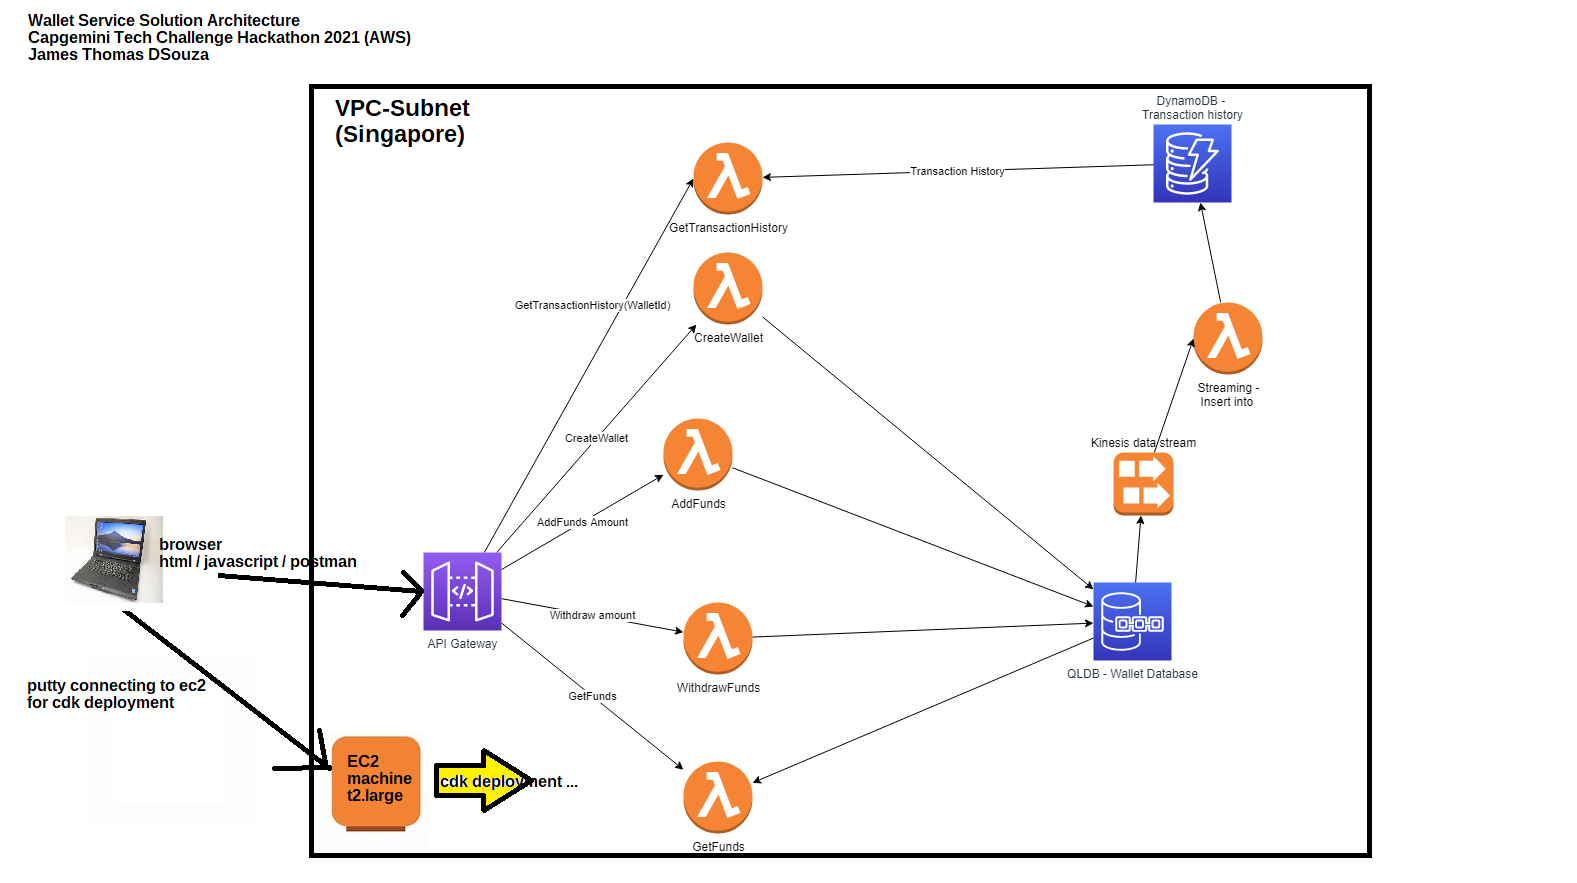 Wallet Service Solution Architecture
Capgemini Tech Challenge Hackathon 2021 (AWS)
James Thomas DSouza
VPC-Subnet
(Singapore)
DynamoDB -
Transaction history
Transaction History
GetTransactionHistory
GetTransactionHistory(WalletId)
CreateWallet
CreateWallet
Streaming -
Insert into
Kinesis data stream
AddFunds
AddFunds Amount
browser
html / javascript / postman
API Gateway
Withdraw amount
WithdrawFunds
QLDB - Wallet Database
GetFunds
putty connecting to ec2
for cdk deployment
EC2
machine
t2.large
cdk deployment ...
GetFunds